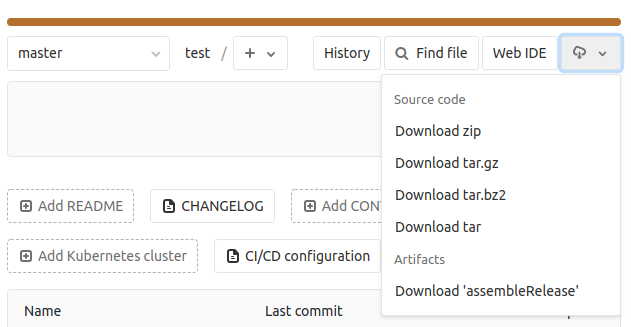 master test / + History Find file Web IDE
Source code
Download zip
Download tar.gz
Download tar.bz2
Download tar
Artifacts
Download 'assembleRelease'
Add README CHANGELOG Add CON
Add Kubernetes cluster CI/CD configuration
Name Last commit